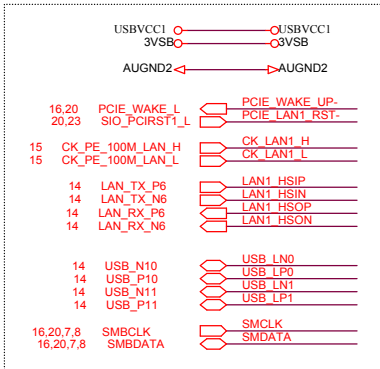 USBVCC1 USBVCC1
3VSB 3VSB
AUGND2 AUGND2
16,20 PCIE_WAKE_L PCIE_WAKE_UP-
20,23 SIO_PCIRST1_L PCIE_LAN1_RST-
15 CK_PE_100M_LAN_H CK_LAN1_H
15 CK_PE_100M_LAN_L CK_LAN1_L
14 LAN_TX_P6 LAN1_HSIP
14 LAN_TX_N6 LAN1_HSIN
14 LAN_RX_P6 LAN1_HSOP
14 LAN_RX_N6 LAN1_HSON
14 USB_N10 USB_LN0
14 USB_P10 USB_LP0
14 USB_N11 USB_LN1
14 USB_P11 USB_LP1
16,20,7,8 SMBCLK SMCLK
16,20,7,8 SMBDATA SMDATA